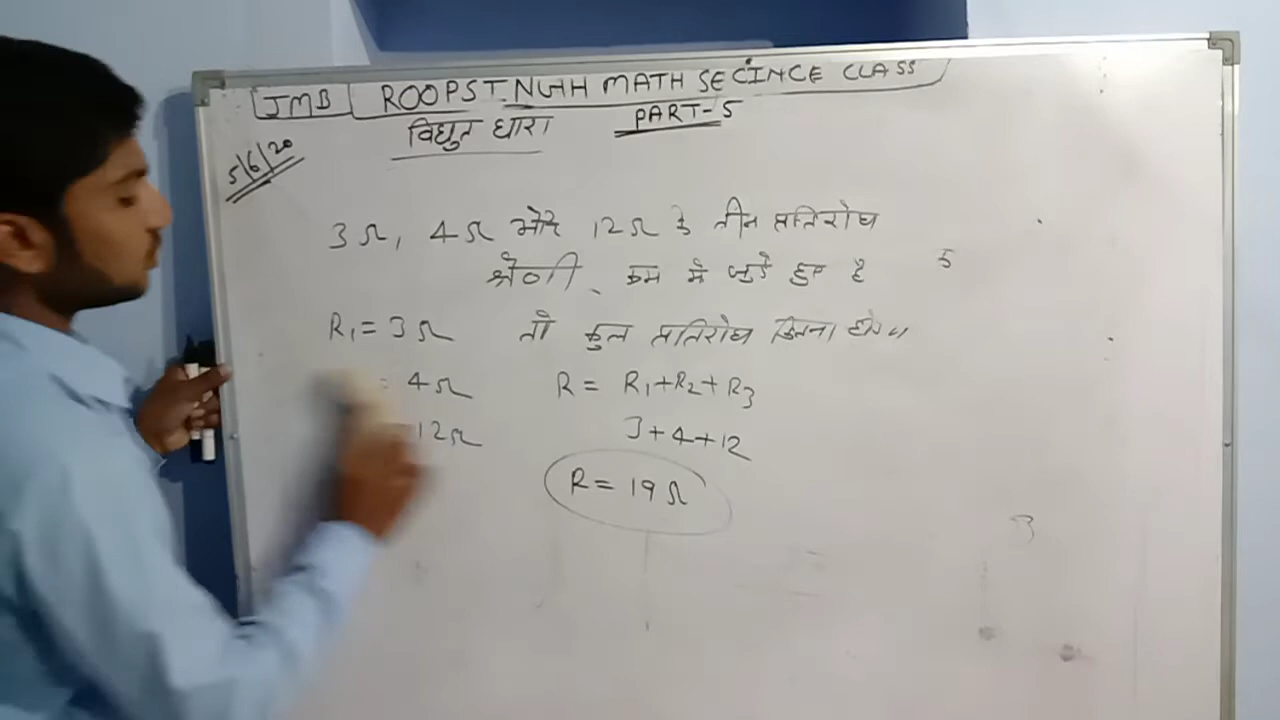 JMB ROOPSINGH MATH SECINCE CLASS
विद्युत धारा PART-5
5/6/20
3Ω, 4Ω और 12Ω के तीन प्रतिरोध
श्रेणी क्रम में जुड़े हुए है
R₁ = 3Ω तो कुल प्रतिरोध कितना
= 4Ω R = R₁+R₂+R₃
12Ω 3+4+12
R = 19Ω